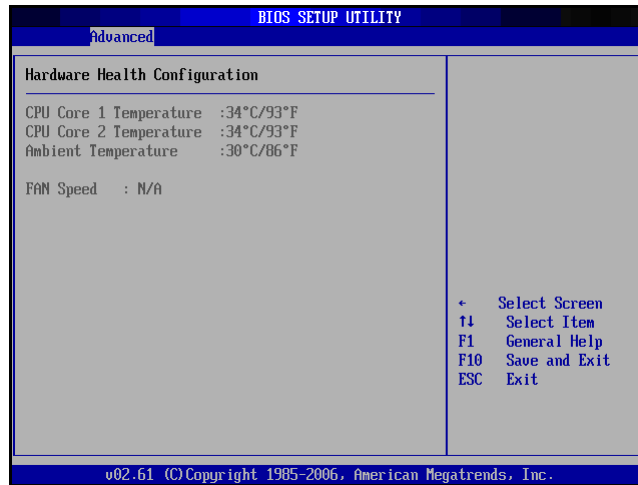 BIOS SETUP UTILITY
Advanced
Hardware Health Configuration
CPU Core 1 Temperature :34°C/93°F
CPU Core 2 Temperature :34°C/93°F
Ambient Temperature :30°C/86°F
FAN Speed : N/A
← Select Screen
↑↓ Select Item
F1 General Help
F10 Save and Exit
ESC Exit
v02.61 (C)Copyright 1985-2006, American Megatrends, Inc.